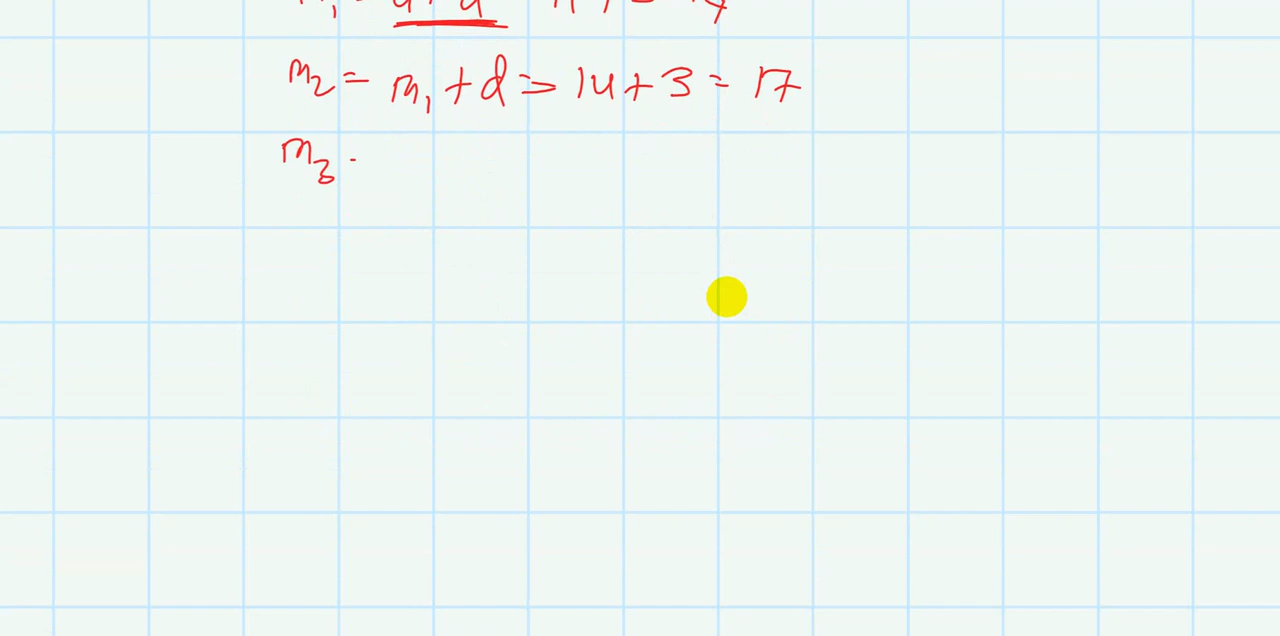 m₂ = m₁ + d => 14 + 3 = 17
m₃